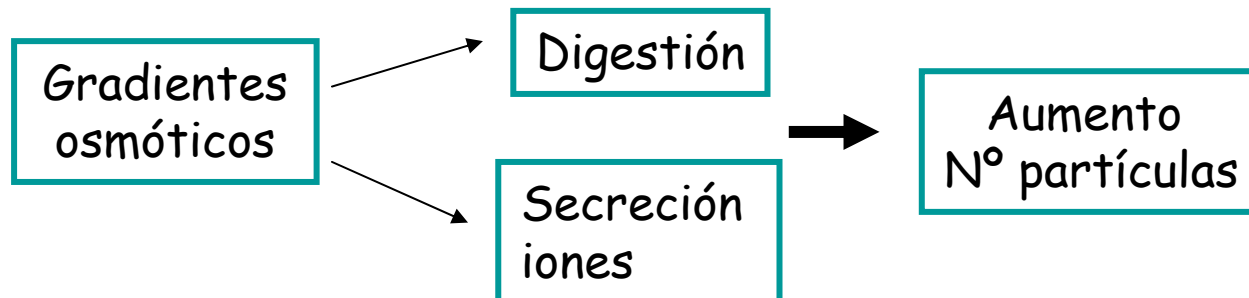 Gradientes
osmóticos
Digestión
Secreción
iones
Aumento
Nº partículas